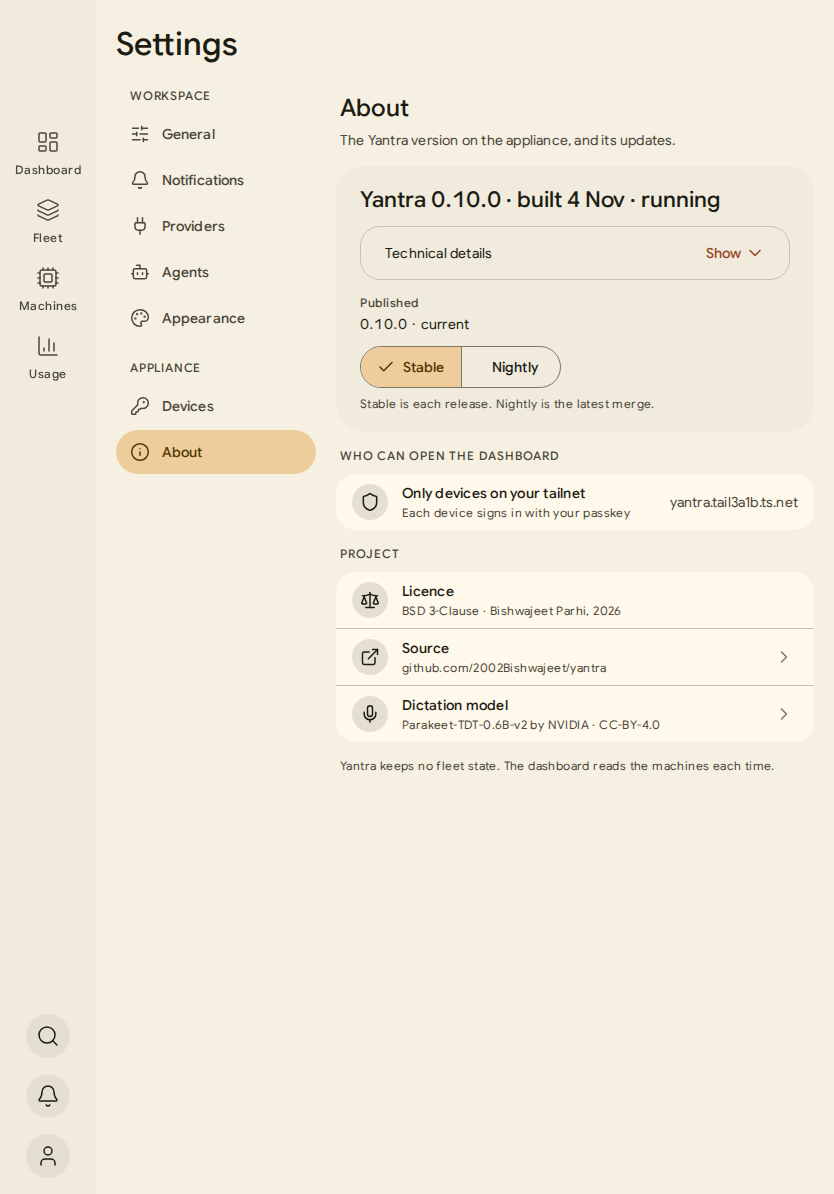 Settings
Dashboard
Fleet
Machines
Usage
WORKSPACE
General
Notifications
Providers
Agents
Appearance
APPLIANCE
Devices
About
About
The Yantra version on the appliance, and its updates.
Yantra 0.10.0 · built 4 Nov · running
Technical details
Show
Published
0.10.0 · current
Stable
Nightly
Stable is each release. Nightly is the latest merge.
WHO CAN OPEN THE DASHBOARD
Only devices on your tailnet
Each device signs in with your passkey
yantra.tail3a1b.ts.net
PROJECT
Licence
BSD 3-Clause · Bishwajeet Parhi, 2026
Source
github.com/2002Bishwajeet/yantra
Dictation model
Parakeet-TDT-0.6B-v2 by NVIDIA · CC-BY-4.0
Yantra keeps no fleet state. The dashboard reads the machines each time.